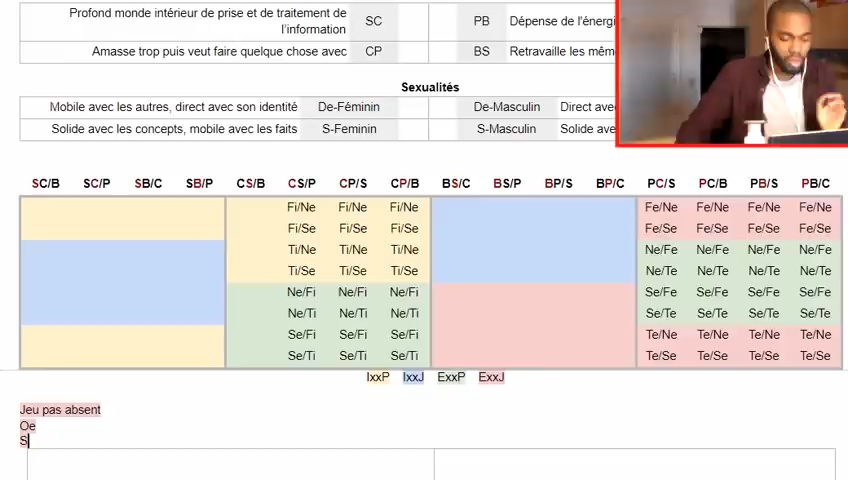 Profond monde intérieur de prise et de traitement de
l'information
SC
PB
Dépense de l'énergi
Amasse trop puis veut faire quelque chose avec
CP
BS
Retravaille les mêm
Sexualités
Mobile avec les autres, direct avec son identité
De-Féminin
De-Masculin
Direct avec
Solide avec les concepts, mobile avec les faits
S-Feminin
S-Masculin
Solide ave
SC/B SC/P SB/C SB/P CS/B CS/P CP/S CP/B BS/C BS/P BP/S BP/C PC/S PC/B PB/S PB/C
Fi/Ne Fi/Ne Fi/Ne Fe/Ne Fe/Ne Fe/Ne Fe/Ne
Fi/Se Fi/Se Fi/Se Fe/Se Fe/Se Fe/Se Fe/Se
Ti/Ne Ti/Ne Ti/Ne Ne/Fe Ne/Fe Ne/Fe Ne/Fe
Ti/Se Ti/Se Ti/Se Ne/Te Ne/Te Ne/Te Ne/Te
Ne/Fi Ne/Fi Ne/Fi Se/Fe Se/Fe Se/Fe Se/Fe
Ne/Ti Ne/Ti Ne/Ti Se/Te Se/Te Se/Te Se/Te
Se/Fi Se/Fi Se/Fi Te/Ne Te/Ne Te/Ne Te/Ne
Se/Ti Se/Ti Se/Ti Te/Se Te/Se Te/Se Te/Se
IxxP IxxJ ExxP ExxJ
Jeu pas absent
Oe
S